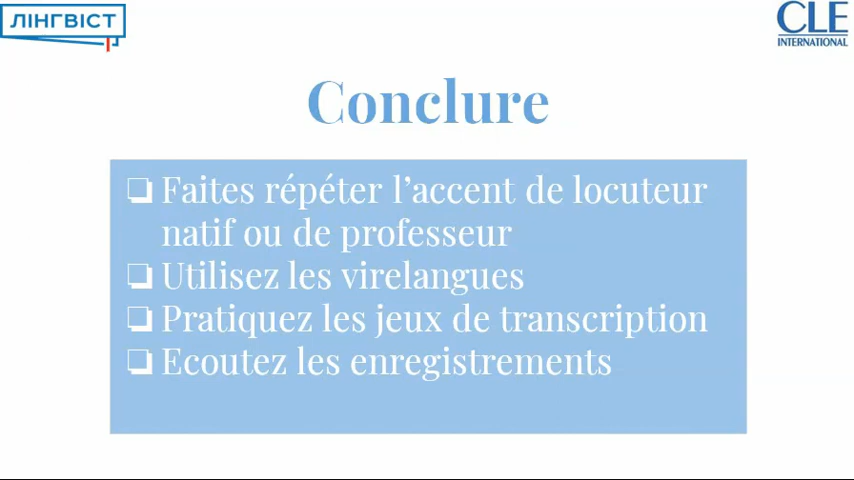 ЛІНГВІСТ
CLE
INTERNATIONAL
Conclure
❏ Faites répéter l’accent de locuteur
natif ou de professeur
❏ Utilisez les virelangues
❏ Pratiquez les jeux de transcription
❏ Ecoutez les enregistrements